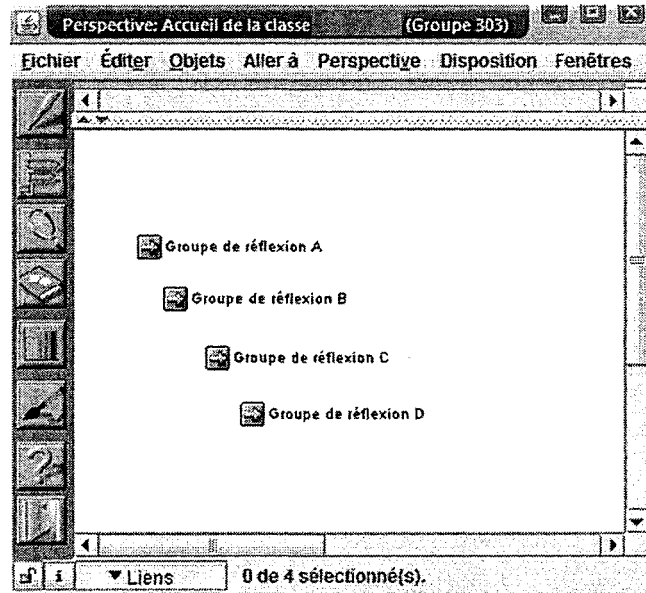 Perspective: Accueil de la classe (Groupe 303)
Fichier Éditer Objets Aller à Perspective Disposition Fenêtres
Groupe de réflexion A
Groupe de réflexion B
Groupe de réflexion C
Groupe de réflexion D
Liens 0 de 4 sélectionné(s).